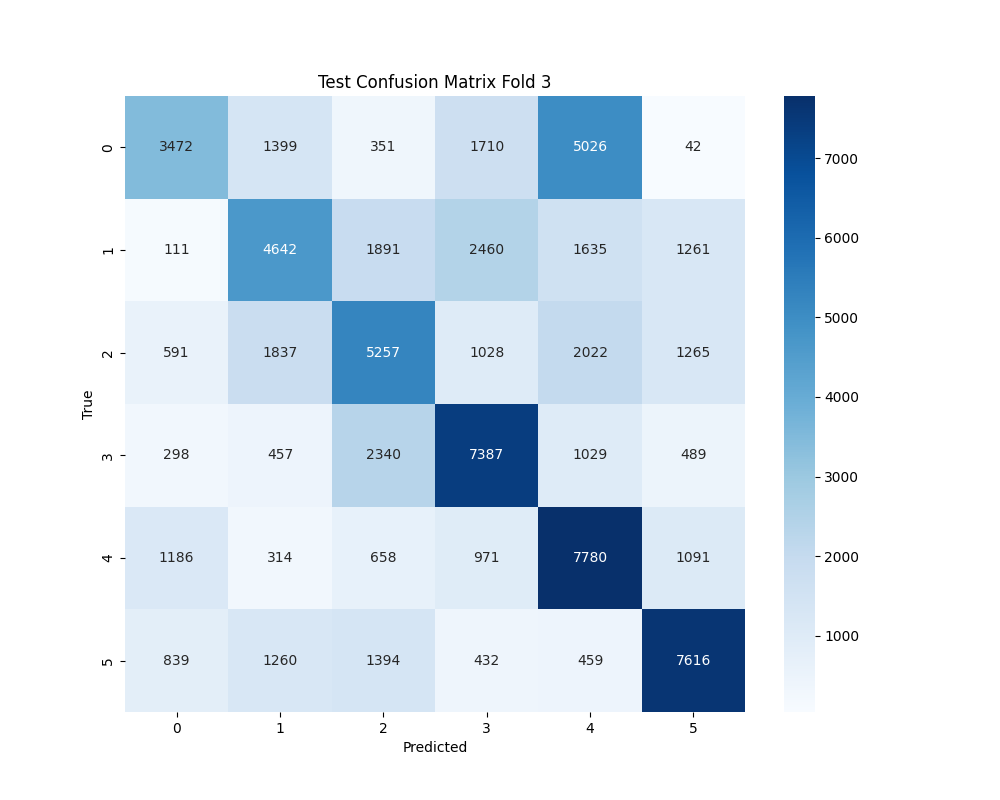 Test Confusion Matrix Fold 3
0 3472 1399 351 1710 5026 42
1 111 4642 1891 2460 1635 1261
2 591 1837 5257 1028 2022 1265
3 298 457 2340 7387 1029 489
4 1186 314 658 971 7780 1091
5 839 1260 1394 432 459 7616
0 1 2 3 4 5
Predicted
True
7000
6000
5000
4000
3000
2000
1000